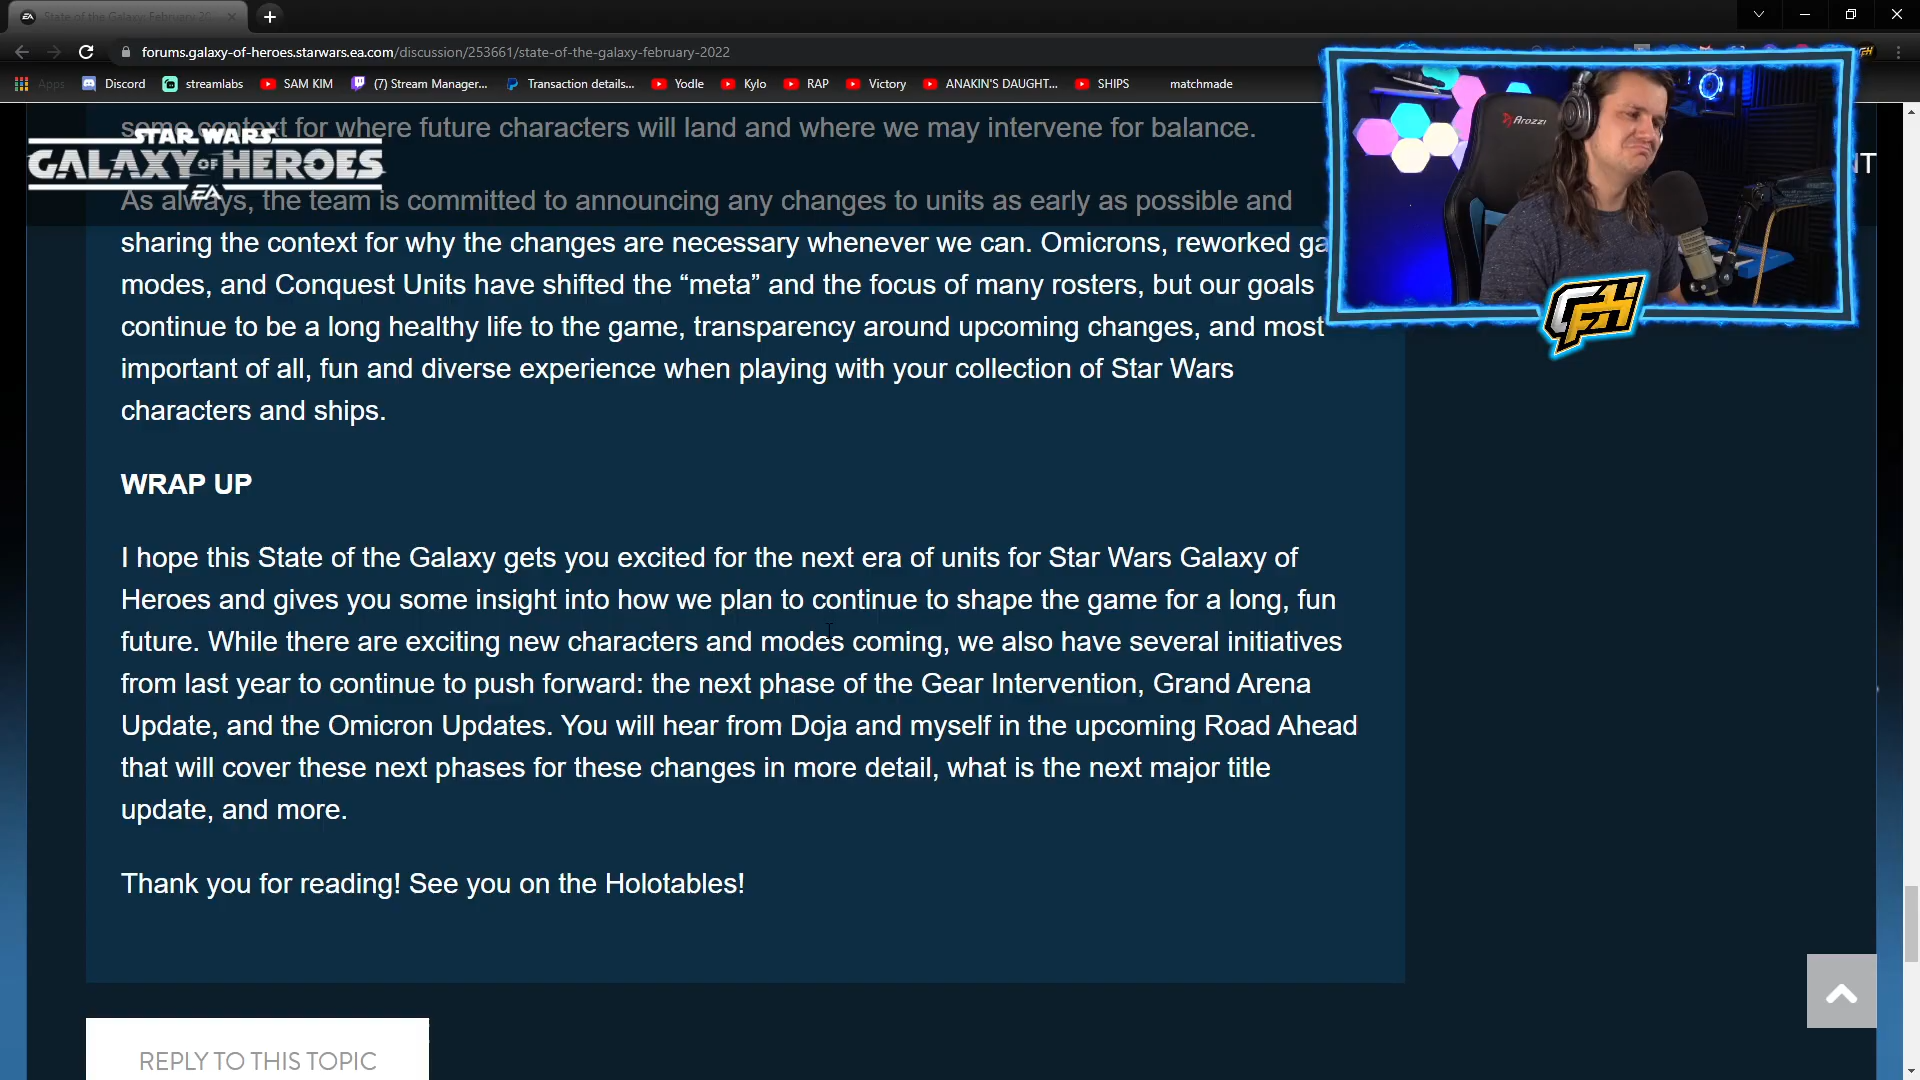 State of the Galaxy: February 20
forums.galaxy-of-heroes.starwars.ea.com/discussion/253661/state-of-the-galaxy-february-2022
Apps Discord streamlabs SAM KIM (7) Stream Manager... Transaction details... Yodle Kylo RAP Victory ANAKIN'S DAUGHT... SHIPS matchmade
some context for where future characters will land and where we may intervene for balance.
STAR WARS
GALAXY OF HEROES
EA
NT
Arozzi
As always, the team is committed to announcing any changes to units as early as possible and
sharing the context for why the changes are necessary whenever we can. Omicrons, reworked ga
modes, and Conquest Units have shifted the “meta” and the focus of many rosters, but our goals
continue to be a long healthy life to the game, transparency around upcoming changes, and most
important of all, fun and diverse experience when playing with your collection of Star Wars
characters and ships.
WRAP UP
I hope this State of the Galaxy gets you excited for the next era of units for Star Wars Galaxy of
Heroes and gives you some insight into how we plan to continue to shape the game for a long, fun
future. While there are exciting new characters and modes coming, we also have several initiatives
from last year to continue to push forward: the next phase of the Gear Intervention, Grand Arena
Update, and the Omicron Updates. You will hear from Doja and myself in the upcoming Road Ahead
that will cover these next phases for these changes in more detail, what is the next major title
update, and more.
Thank you for reading! See you on the Holotables!
REPLY TO THIS TOPIC